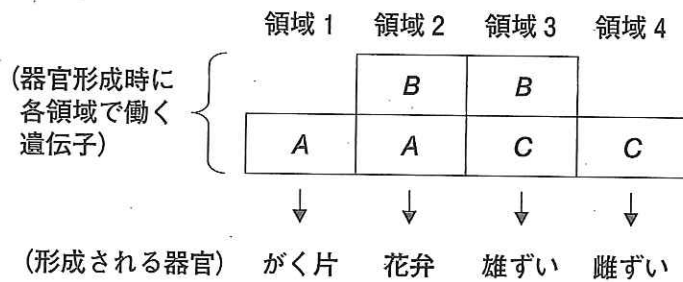 領域1 領域2 領域3 領域4
(器官形成時に
各領域で働く
遺伝子)
B B
A A C C
(形成される器官) がく片 花弁 雄ずい 雌ずい